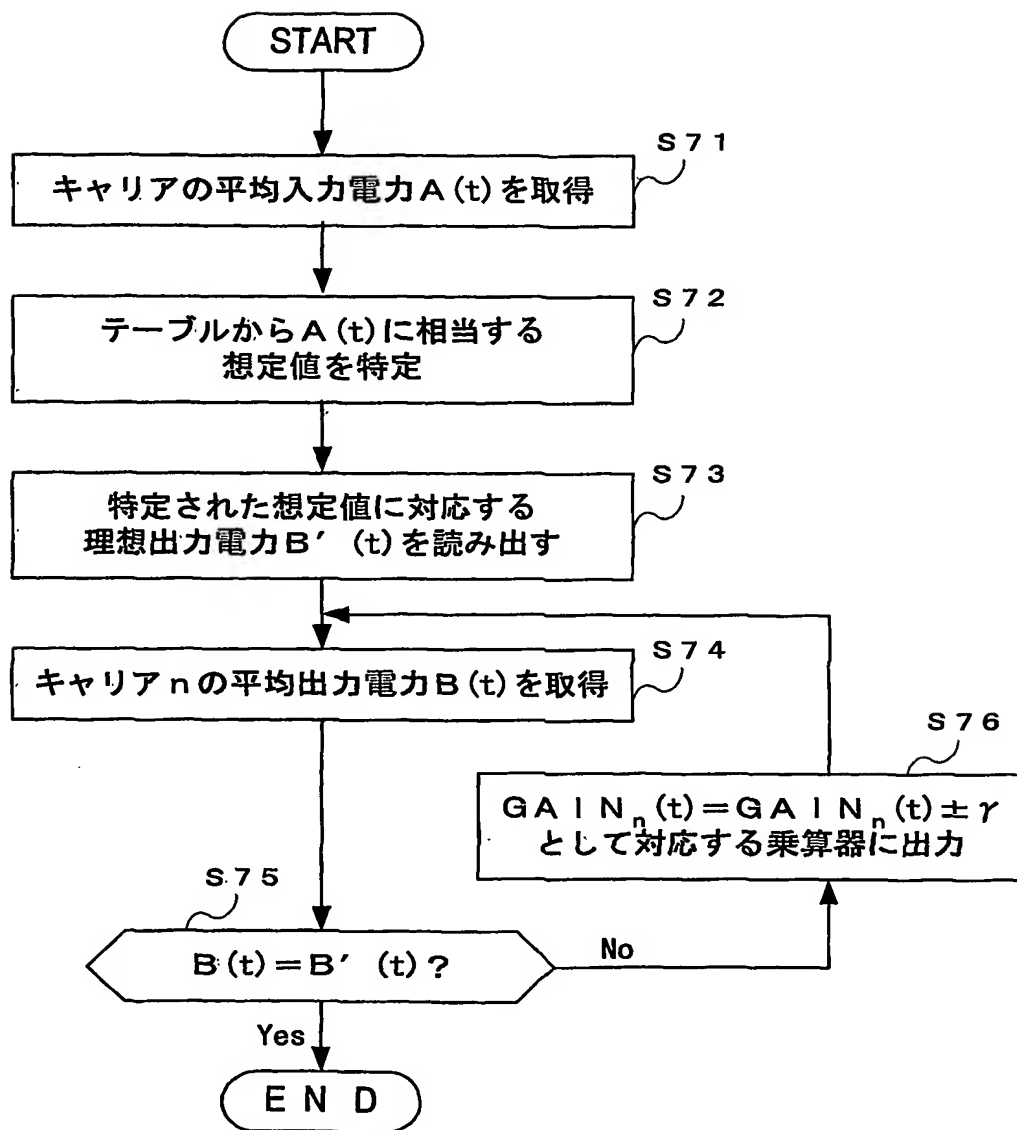 START
S71
キャリアの平均入力電力A(t)を取得
S72
テーブルからA(t)に相当する
想定値を特定
S73
特定された想定値に対応する
理想出力電力B′(t)を読み出す
S74
キャリアnの平均出力電力B(t)を取得
S76
GAINn(t)=GAINn(t)±γ
として対応する乗算器に出力
S75
B(t)=B′(t)?
No
Yes
END